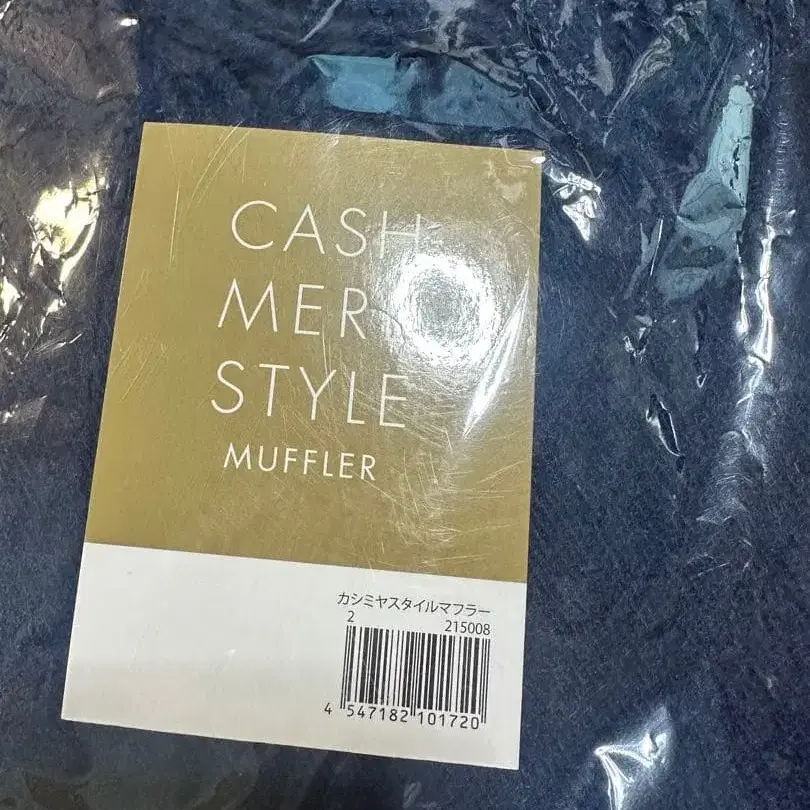 CASH
MERE
STYLE
MUFFLER
カシミヤスタイルマフラー
2 215008
4 547182 101720